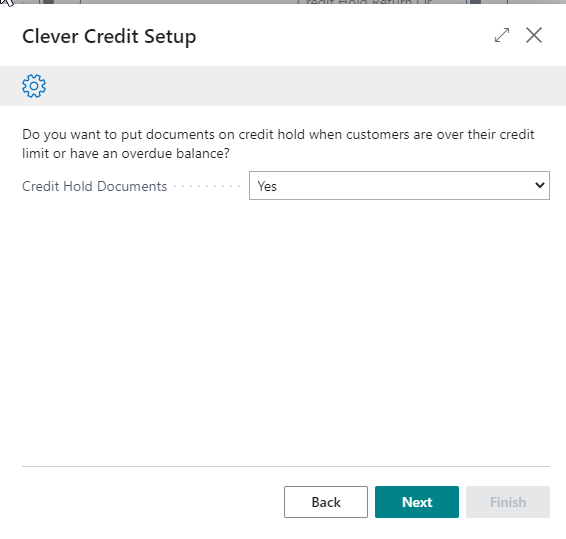 Credit Hold Return Or
Clever Credit Setup
Do you want to put documents on credit hold when customers are over their credit
limit or have an overdue balance?
Credit Hold Documents
Yes
Back
Next
Finish